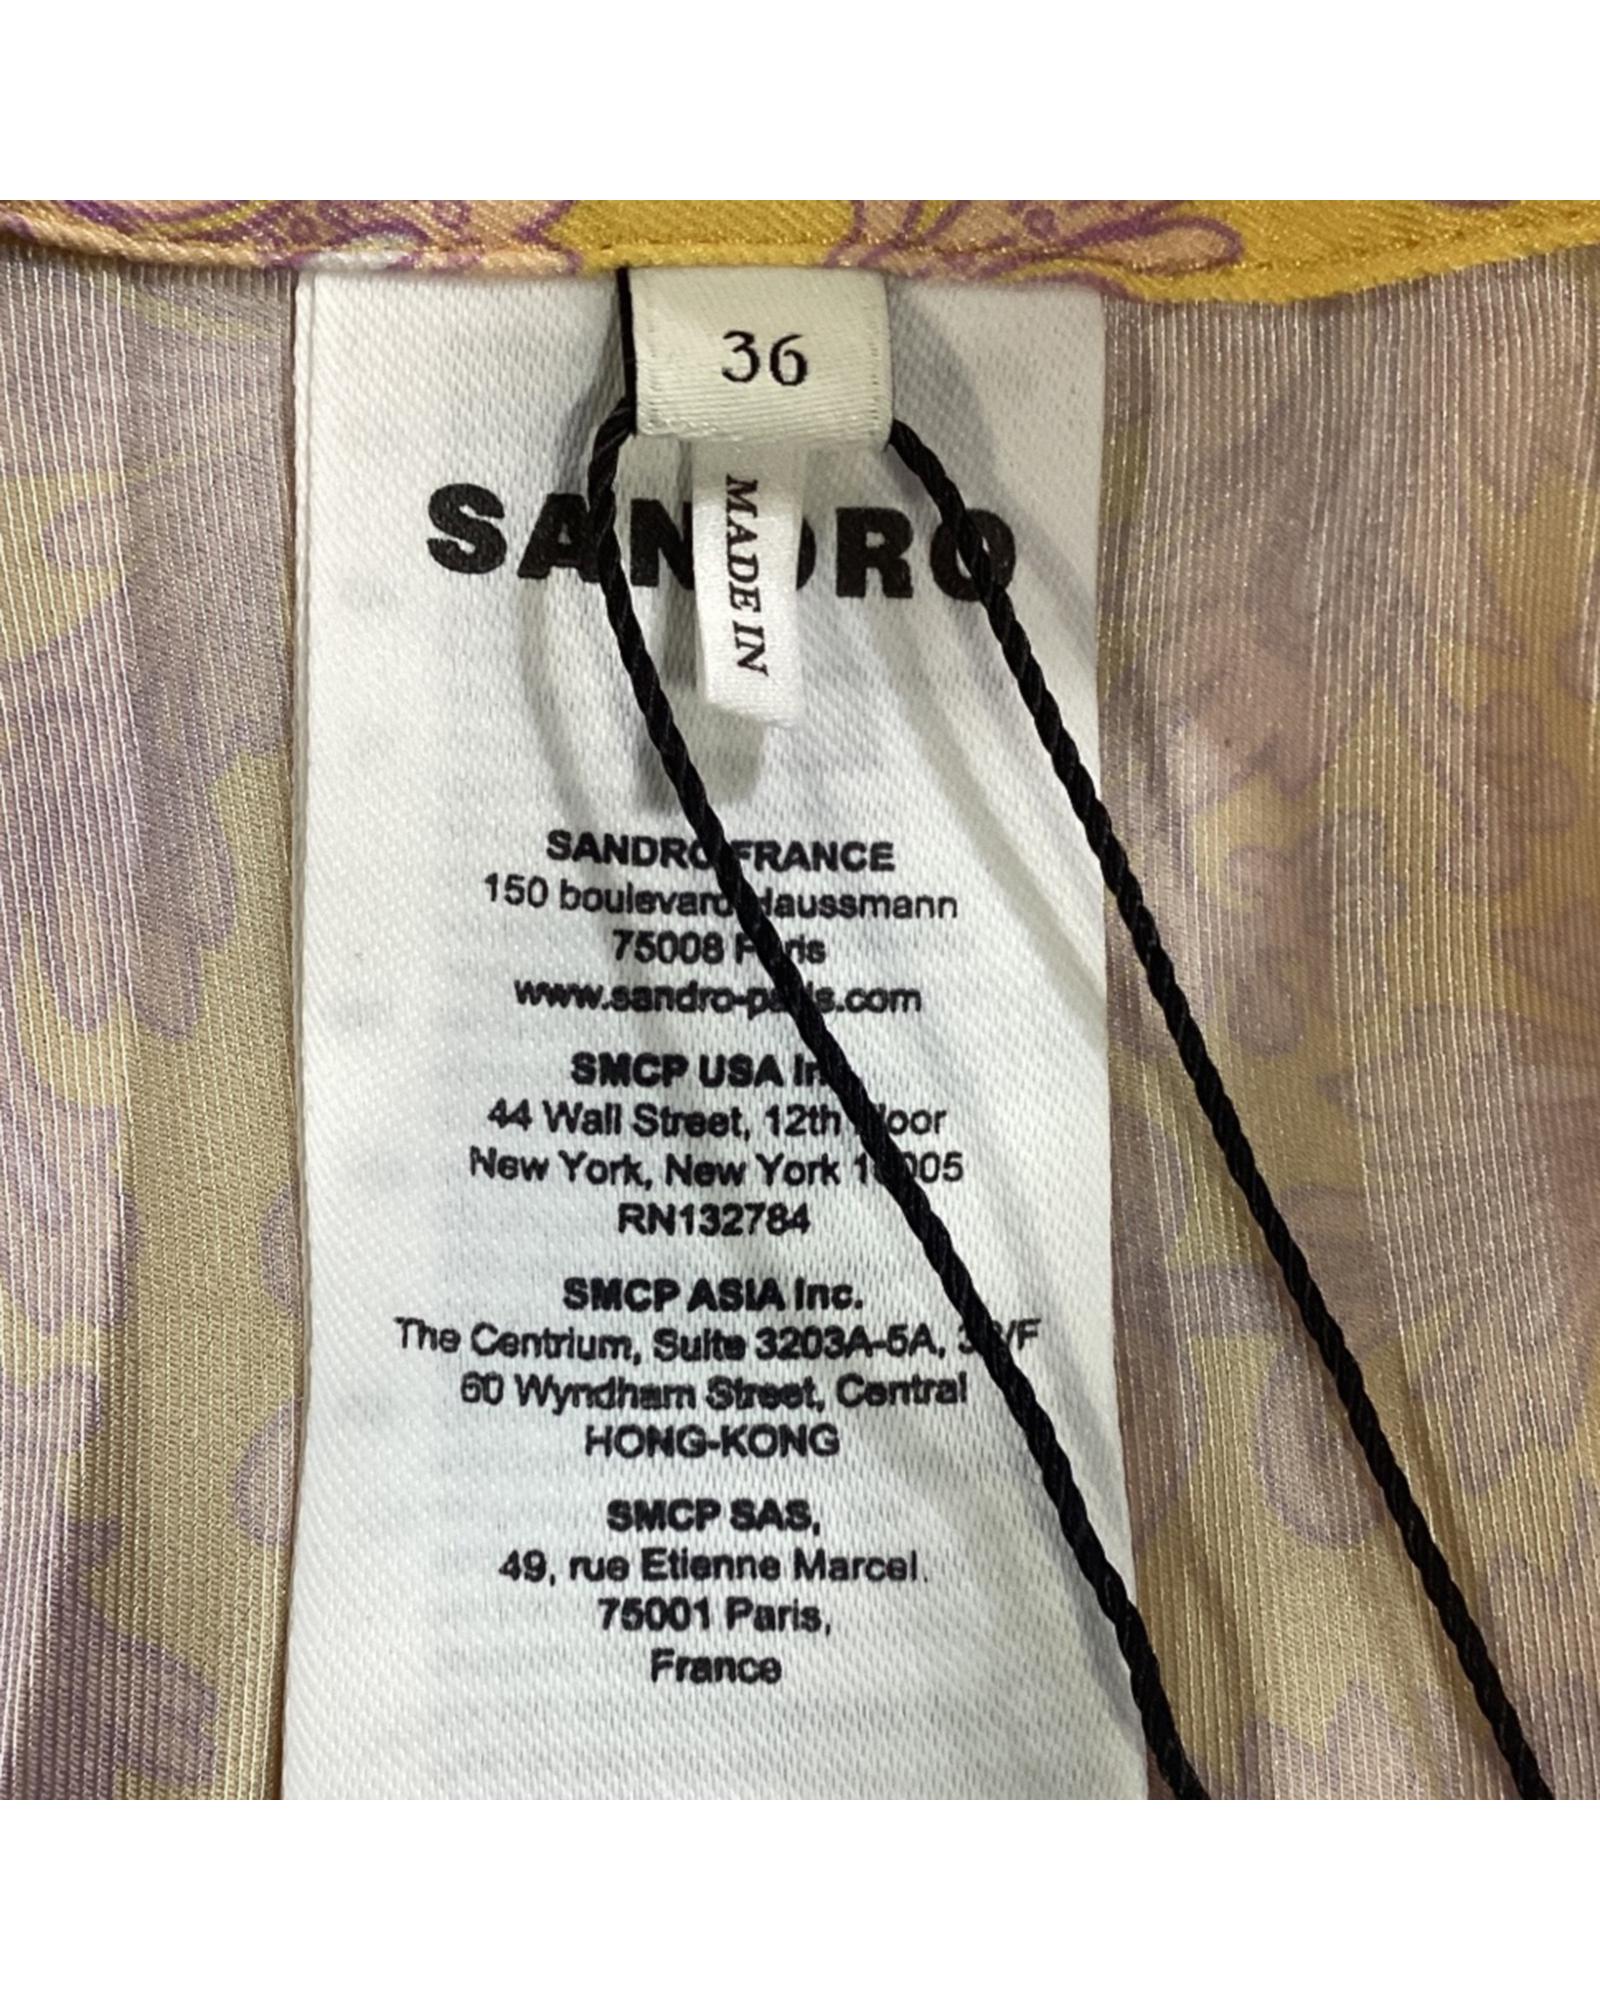 36
SANDRO
MADE IN
SANDRO FRANCE
150 boulevard Haussmann
75008 Paris
www.sandro-paris.com
SMCP USA Inc.
44 Wall Street, 12th Floor
New York, New York 10005
RN132784
SMCP ASIA Inc.
The Centrium, Suite 3203A-5A, 32/F
60 Wyndham Street, Central
HONG-KONG
SMCP SAS,
49, rue Etienne Marcel.
75001 Paris,
France